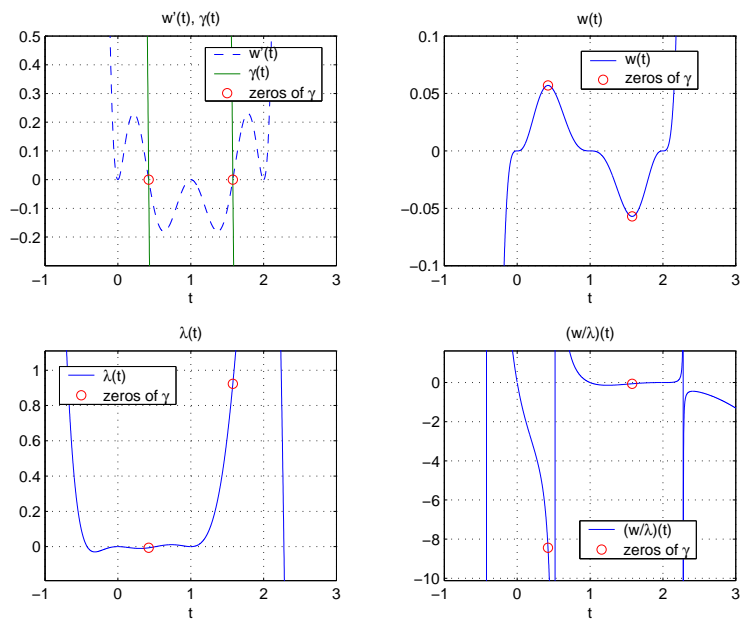 w'(t), γ(t)
0.5
0.4
0.3
0.2
0.1
0
−0.1
−0.2
−1 0 1 2 3
t
w'(t)
γ(t)
zeros of γ
w(t)
0.1
0.05
0
−0.05
−0.1
−1 0 1 2 3
t
w(t)
zeros of γ
λ(t)
1
0.8
0.6
0.4
0.2
0
−1 0 1 2 3
t
λ(t)
zeros of γ
(w/λ)(t)
0
−2
−4
−6
−8
−10
−1 0 1 2 3
t
(w/λ)(t)
zeros of γ